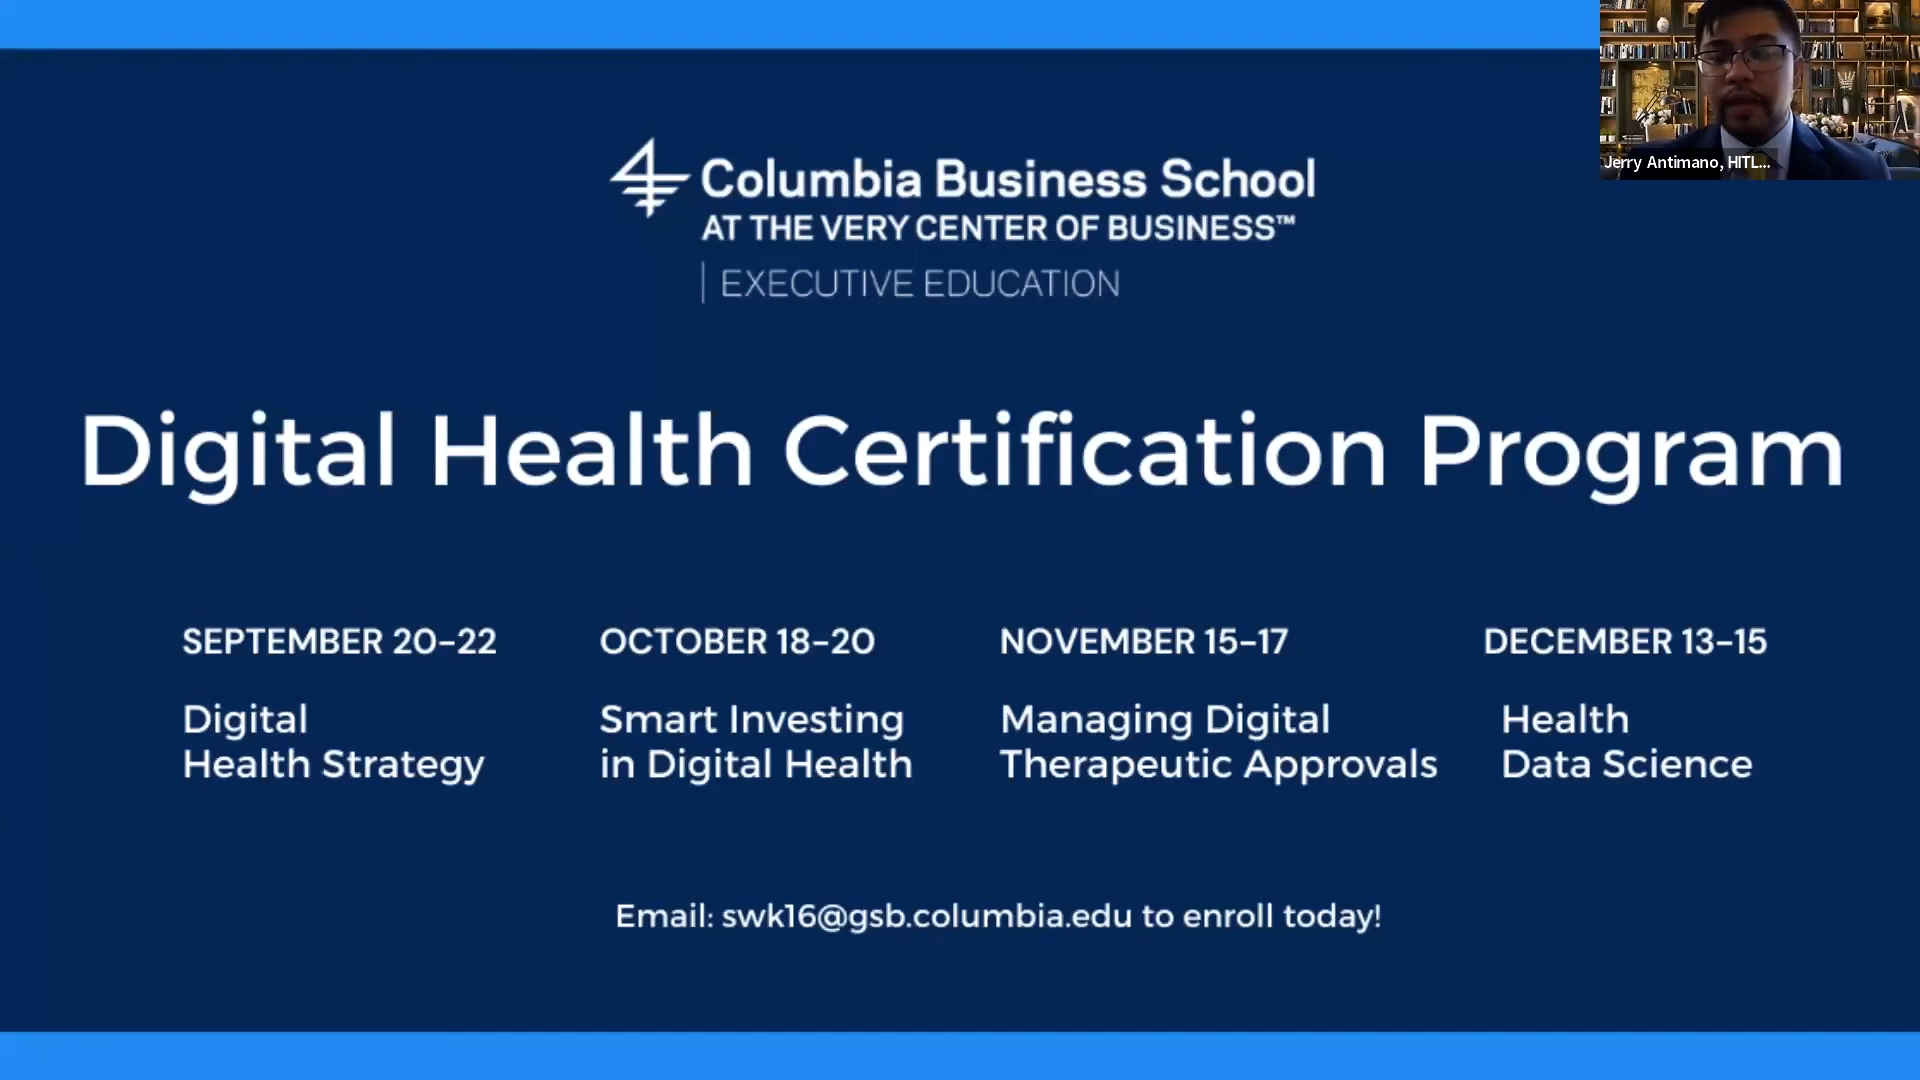 Columbia Business School
AT THE VERY CENTER OF BUSINESS™
EXECUTIVE EDUCATION
Jerry Antimano, HITL...
Digital Health Certification Program
SEPTEMBER 20–22
Digital
Health Strategy
OCTOBER 18–20
Smart Investing
in Digital Health
NOVEMBER 15–17
Managing Digital
Therapeutic Approvals
DECEMBER 13–15
Health
Data Science
Email: swk16@gsb.columbia.edu to enroll today!